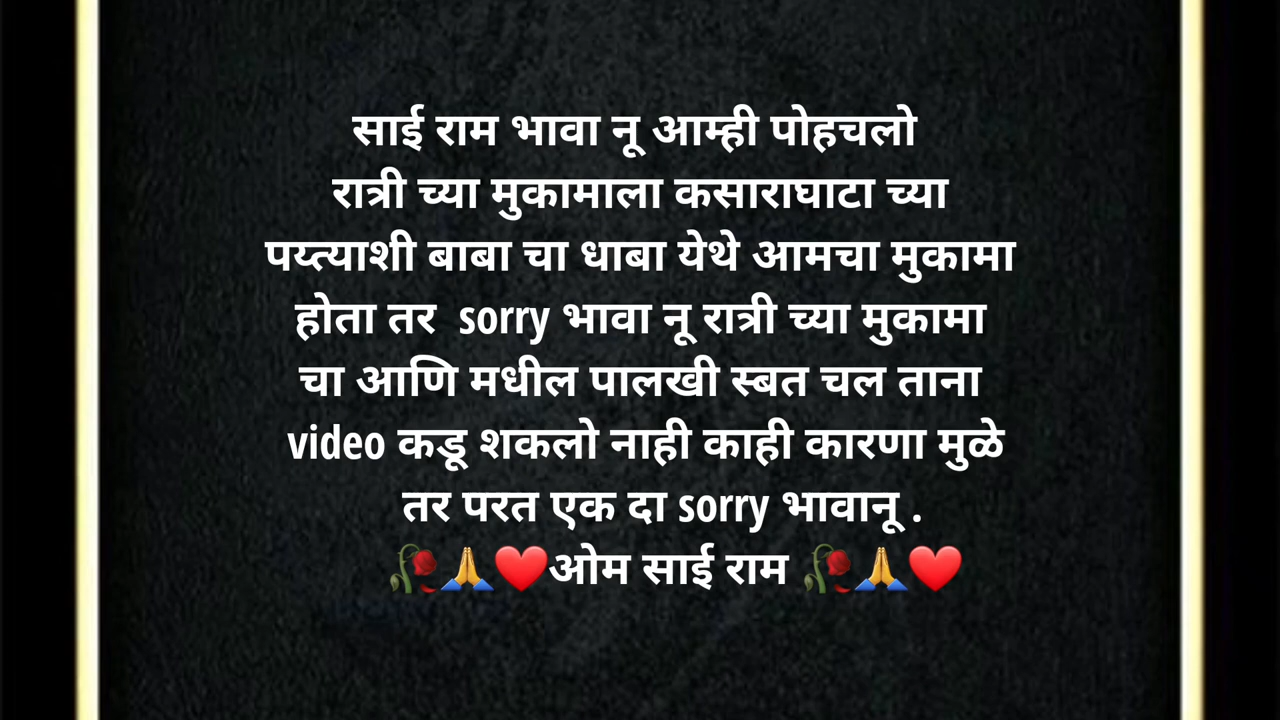 साई राम भावा नू आम्ही पोहचलो
रात्री च्या मुकामाला कसाराघाटा च्या
पय्त्याशी बाबा चा धाबा येथे आमचा मुकामा
होता तर sorry भावा नू रात्री च्या मुकामा
चा आणि मधील पालखी स्बत चल ताना
video कडू शकलो नाही काही कारणा मुळे
तर परत एक दा sorry भावानू .
🥀🙏❤️ओम साई राम 🥀🙏❤️